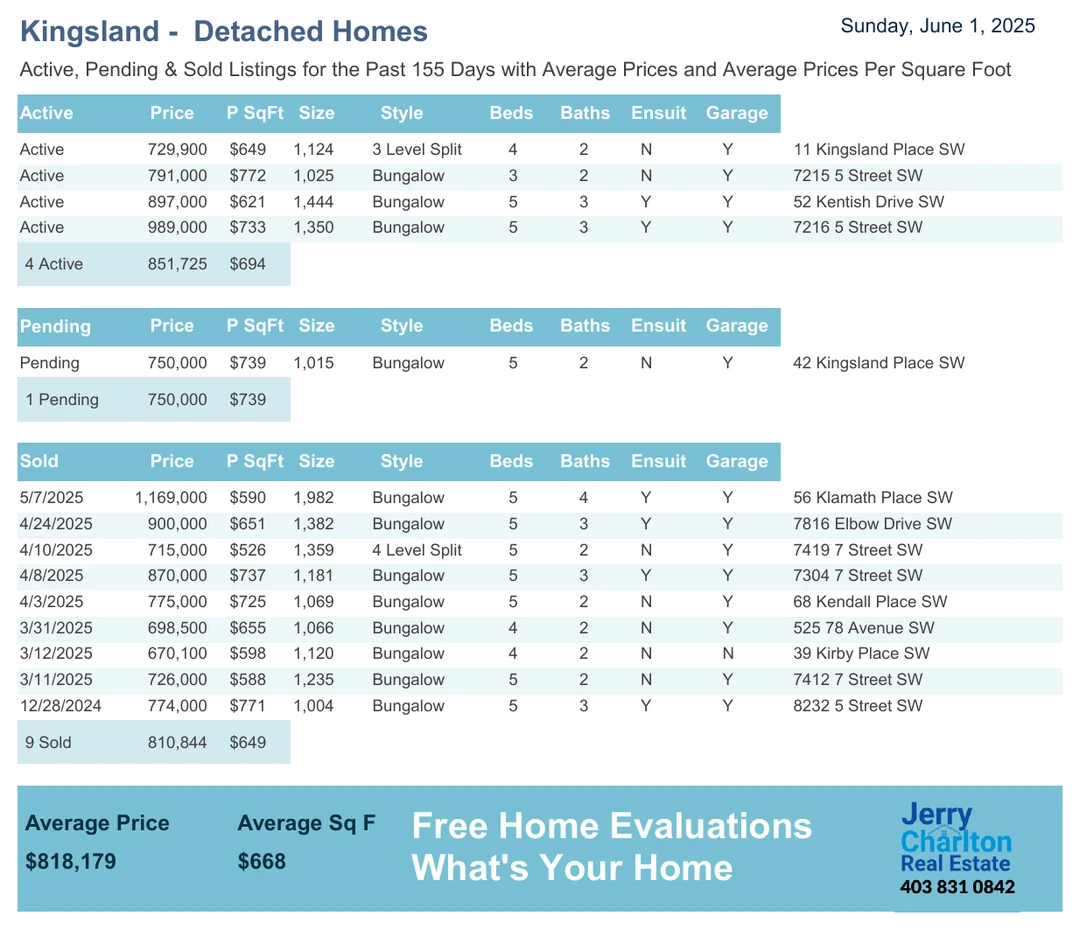 Kingsland -  Detached Homes
Sunday, June 1, 2025
Active, Pending & Sold Listings for the Past 155 Days with Average Prices and Average Prices Per Square Foot
Active Price P SqFt Size Style Beds Baths Ensuit Garage
Active 729,900 $649 1,124 3 Level Split 4 2 N Y 11 Kingsland Place SW
Active 791,000 $772 1,025 Bungalow 3 2 N Y 7215 5 Street SW
Active 897,000 $621 1,444 Bungalow 5 3 Y Y 52 Kentish Drive SW
Active 989,000 $733 1,350 Bungalow 5 3 Y Y 7216 5 Street SW
4 Active 851,725 $694
Pending Price P SqFt Size Style Beds Baths Ensuit Garage
Pending 750,000 $739 1,015 Bungalow 5 2 N Y 42 Kingsland Place SW
1 Pending 750,000 $739
Sold Price P SqFt Size Style Beds Baths Ensuit Garage
5/7/2025 1,169,000 $590 1,982 Bungalow 5 4 Y Y 56 Klamath Place SW
4/24/2025 900,000 $651 1,382 Bungalow 5 3 Y Y 7816 Elbow Drive SW
4/10/2025 715,000 $526 1,359 4 Level Split 5 2 N Y 7419 7 Street SW
4/8/2025 870,000 $737 1,181 Bungalow 5 3 Y Y 7304 7 Street SW
4/3/2025 775,000 $725 1,069 Bungalow 5 2 N Y 68 Kendall Place SW
3/31/2025 698,500 $655 1,066 Bungalow 4 2 N Y 525 78 Avenue SW
3/12/2025 670,100 $598 1,120 Bungalow 4 2 N N 39 Kirby Place SW
3/11/2025 726,000 $588 1,235 Bungalow 5 2 N Y 7412 7 Street SW
12/28/2024 774,000 $771 1,004 Bungalow 5 3 Y Y 8232 5 Street SW
9 Sold 810,844 $649
Average Price Average Sq F
$818,179 $668
Free Home Evaluations
What's Your Home
Jerry
Charlton
Real Estate
403 831 0842